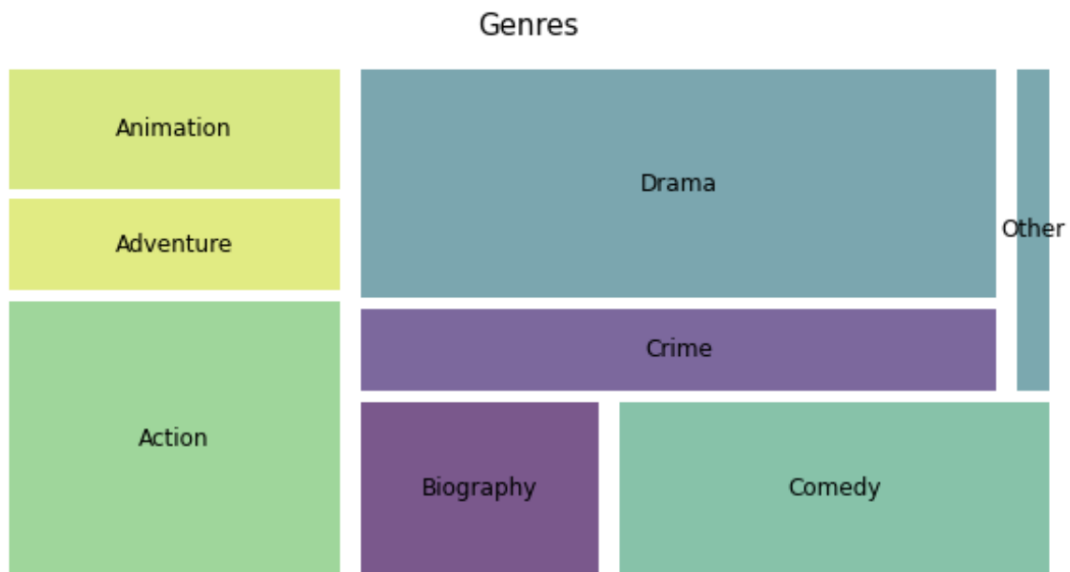 Genres
Animation
Adventure
Action
Drama
Crime
Biography
Comedy
Other